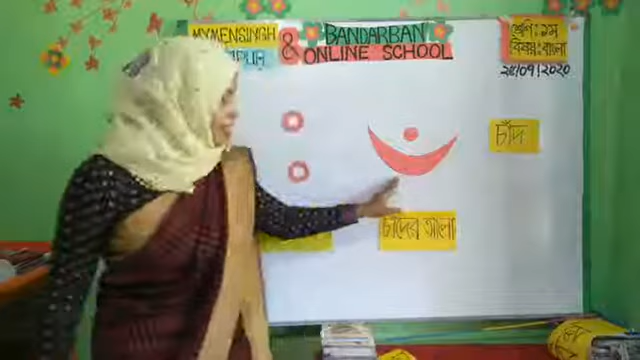 MYMENSINGH & BANDARBAN
ONLINE SCHOOL
শ্রেণি: ১ম
বিষয়: বাংলা
২৫/০৭/২০২০
চাঁদ
চাঁদের আলো